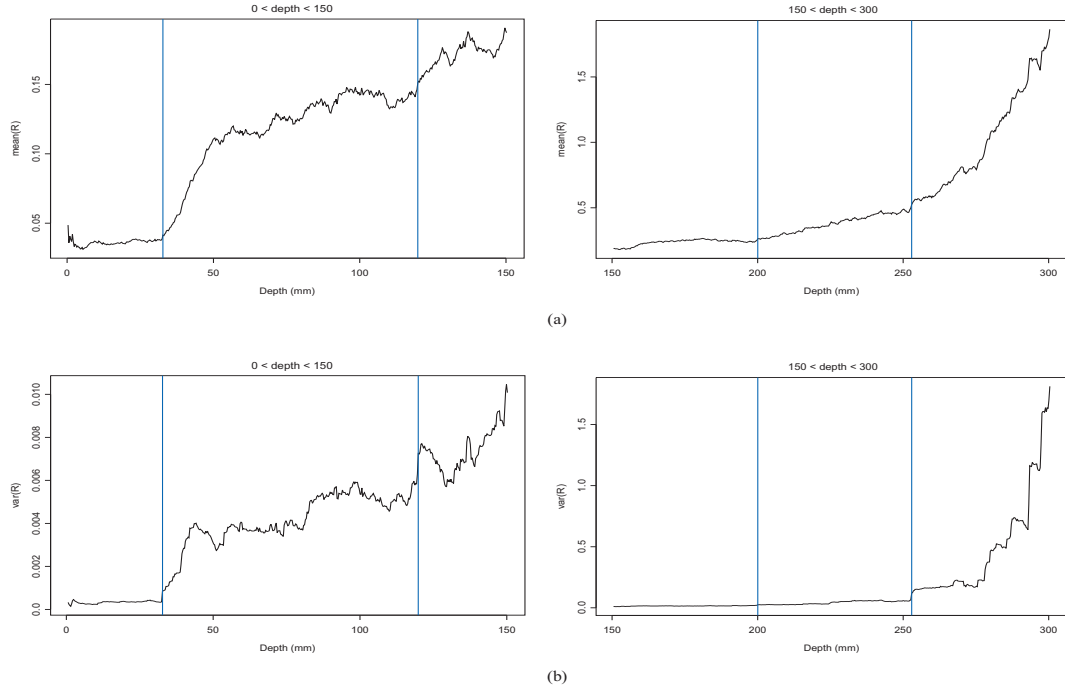 0 < depth < 150
150 < depth < 300
mean(R)
0.15
0.10
0.05
0 50 100 150
Depth (mm)
mean(R)
1.5
1.0
0.5
150 200 250 300
Depth (mm)
(a)
0 < depth < 150
150 < depth < 300
var(R)
0.010
0.008
0.006
0.004
0.002
0.0
0 50 100 150
Depth (mm)
var(R)
1.5
1.0
0.5
0.0
150 200 250 300
Depth (mm)
(b)